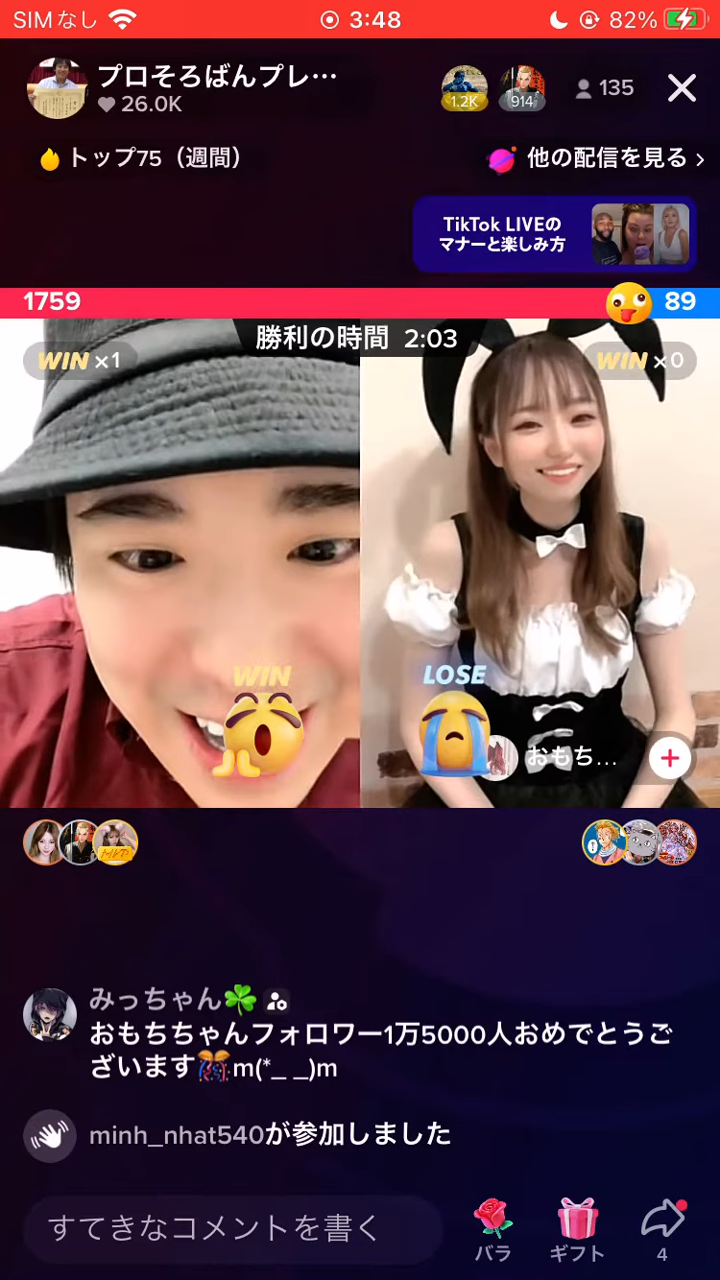 SIMなし 3:48 82%
プロそろばんプレ…
26.0K
1.2K
914
135
トップ75（週間）
他の配信を見る
TikTok LIVEの
マナーと楽しみ方
1759
89
勝利の時間 2:03
WIN x1
WIN x0
WIN
LOSE
おもち…
みっちゃん☘️
おもちちゃんフォロワー1万5000人おめでとうご
ざいます🎊m(*_ _)m
minh_nhat540が参加しました
すてきなコメントを書く
バラ
ギフト
4